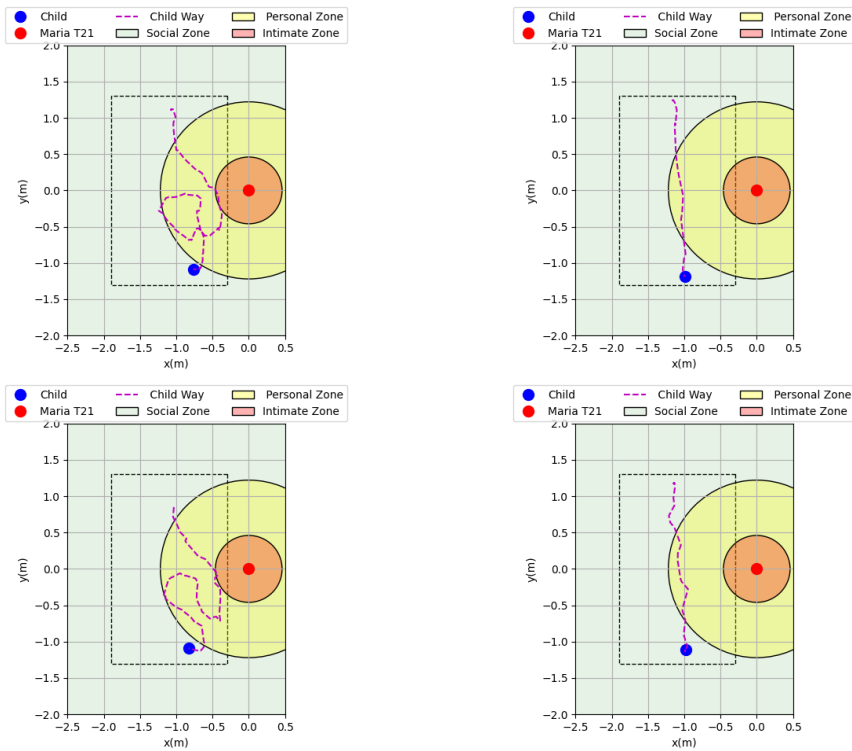 Child
Child Way
Personal Zone
Maria T21
Social Zone
Intimate Zone
2.0
1.5
1.0
0.5
0.0
−0.5
−1.0
−1.5
−2.0
y(m)
−2.5 −2.0 −1.5 −1.0 −0.5 0.0 0.5
x(m)
Child
Child Way
Personal Zone
Maria T21
Social Zone
Intimate Zone
2.0
1.5
1.0
0.5
0.0
−0.5
−1.0
−1.5
−2.0
y(m)
−2.5 −2.0 −1.5 −1.0 −0.5 0.0 0.5
x(m)
Child
Child Way
Personal Zone
Maria T21
Social Zone
Intimate Zone
2.0
1.5
1.0
0.5
0.0
−0.5
−1.0
−1.5
−2.0
y(m)
−2.5 −2.0 −1.5 −1.0 −0.5 0.0 0.5
x(m)
Child
Child Way
Personal Zone
Maria T21
Social Zone
Intimate Zone
2.0
1.5
1.0
0.5
0.0
−0.5
−1.0
−1.5
−2.0
y(m)
−2.5 −2.0 −1.5 −1.0 −0.5 0.0 0.5
x(m)